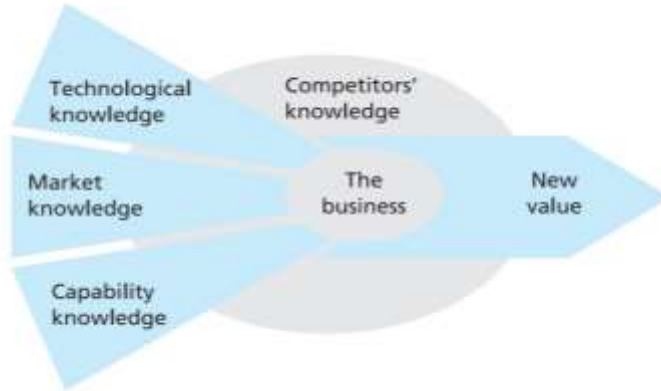 Technological
knowledge
Competitors'
knowledge
Market
knowledge
The
business
New
value
Capability
knowledge